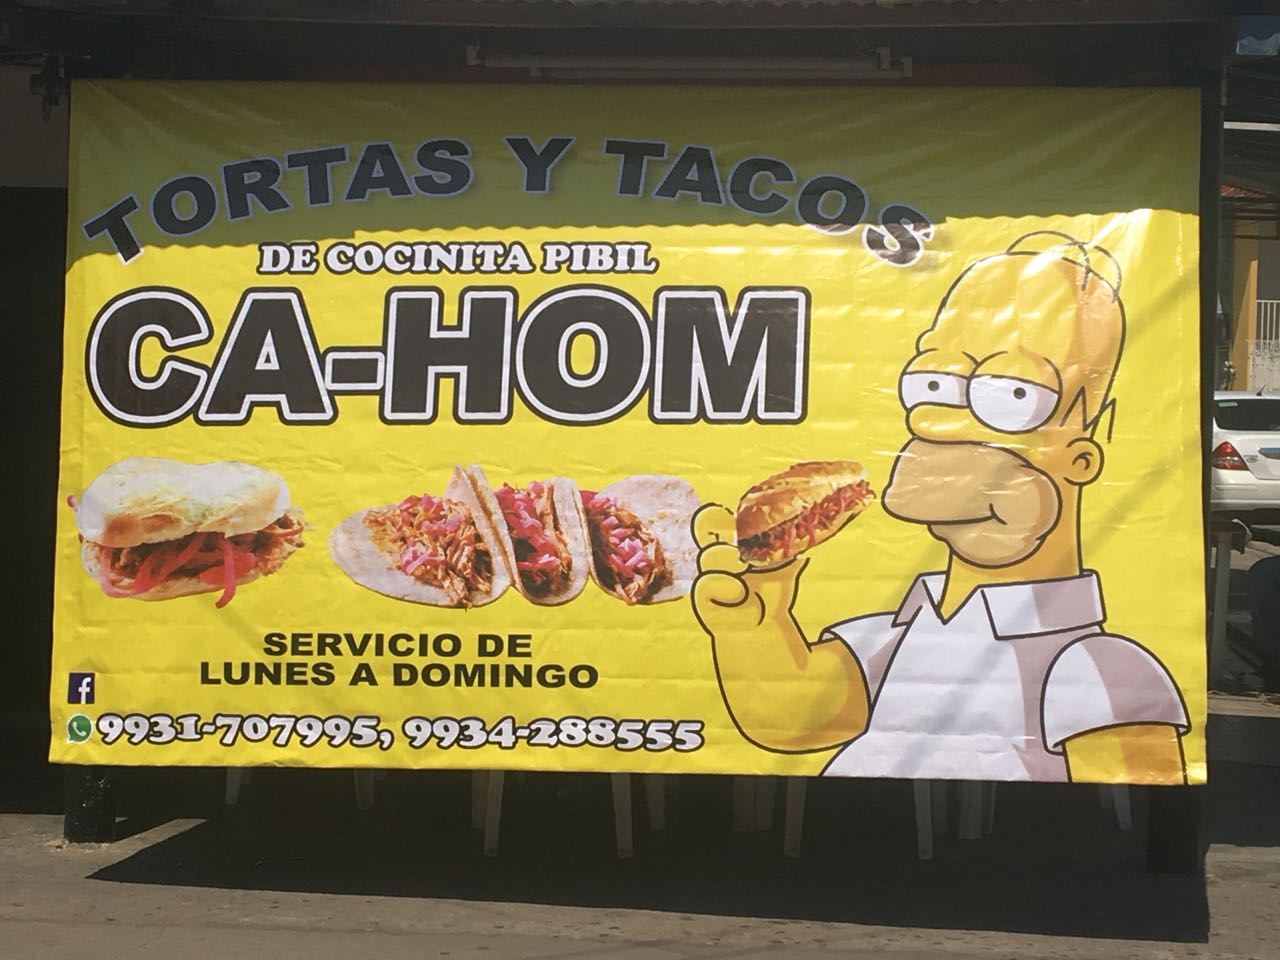 TORTAS Y TACOS
DE COCINITA PIBIL
CA-HOM
SERVICIO DE
LUNES A DOMINGO
f
9931-707995, 9934-288555